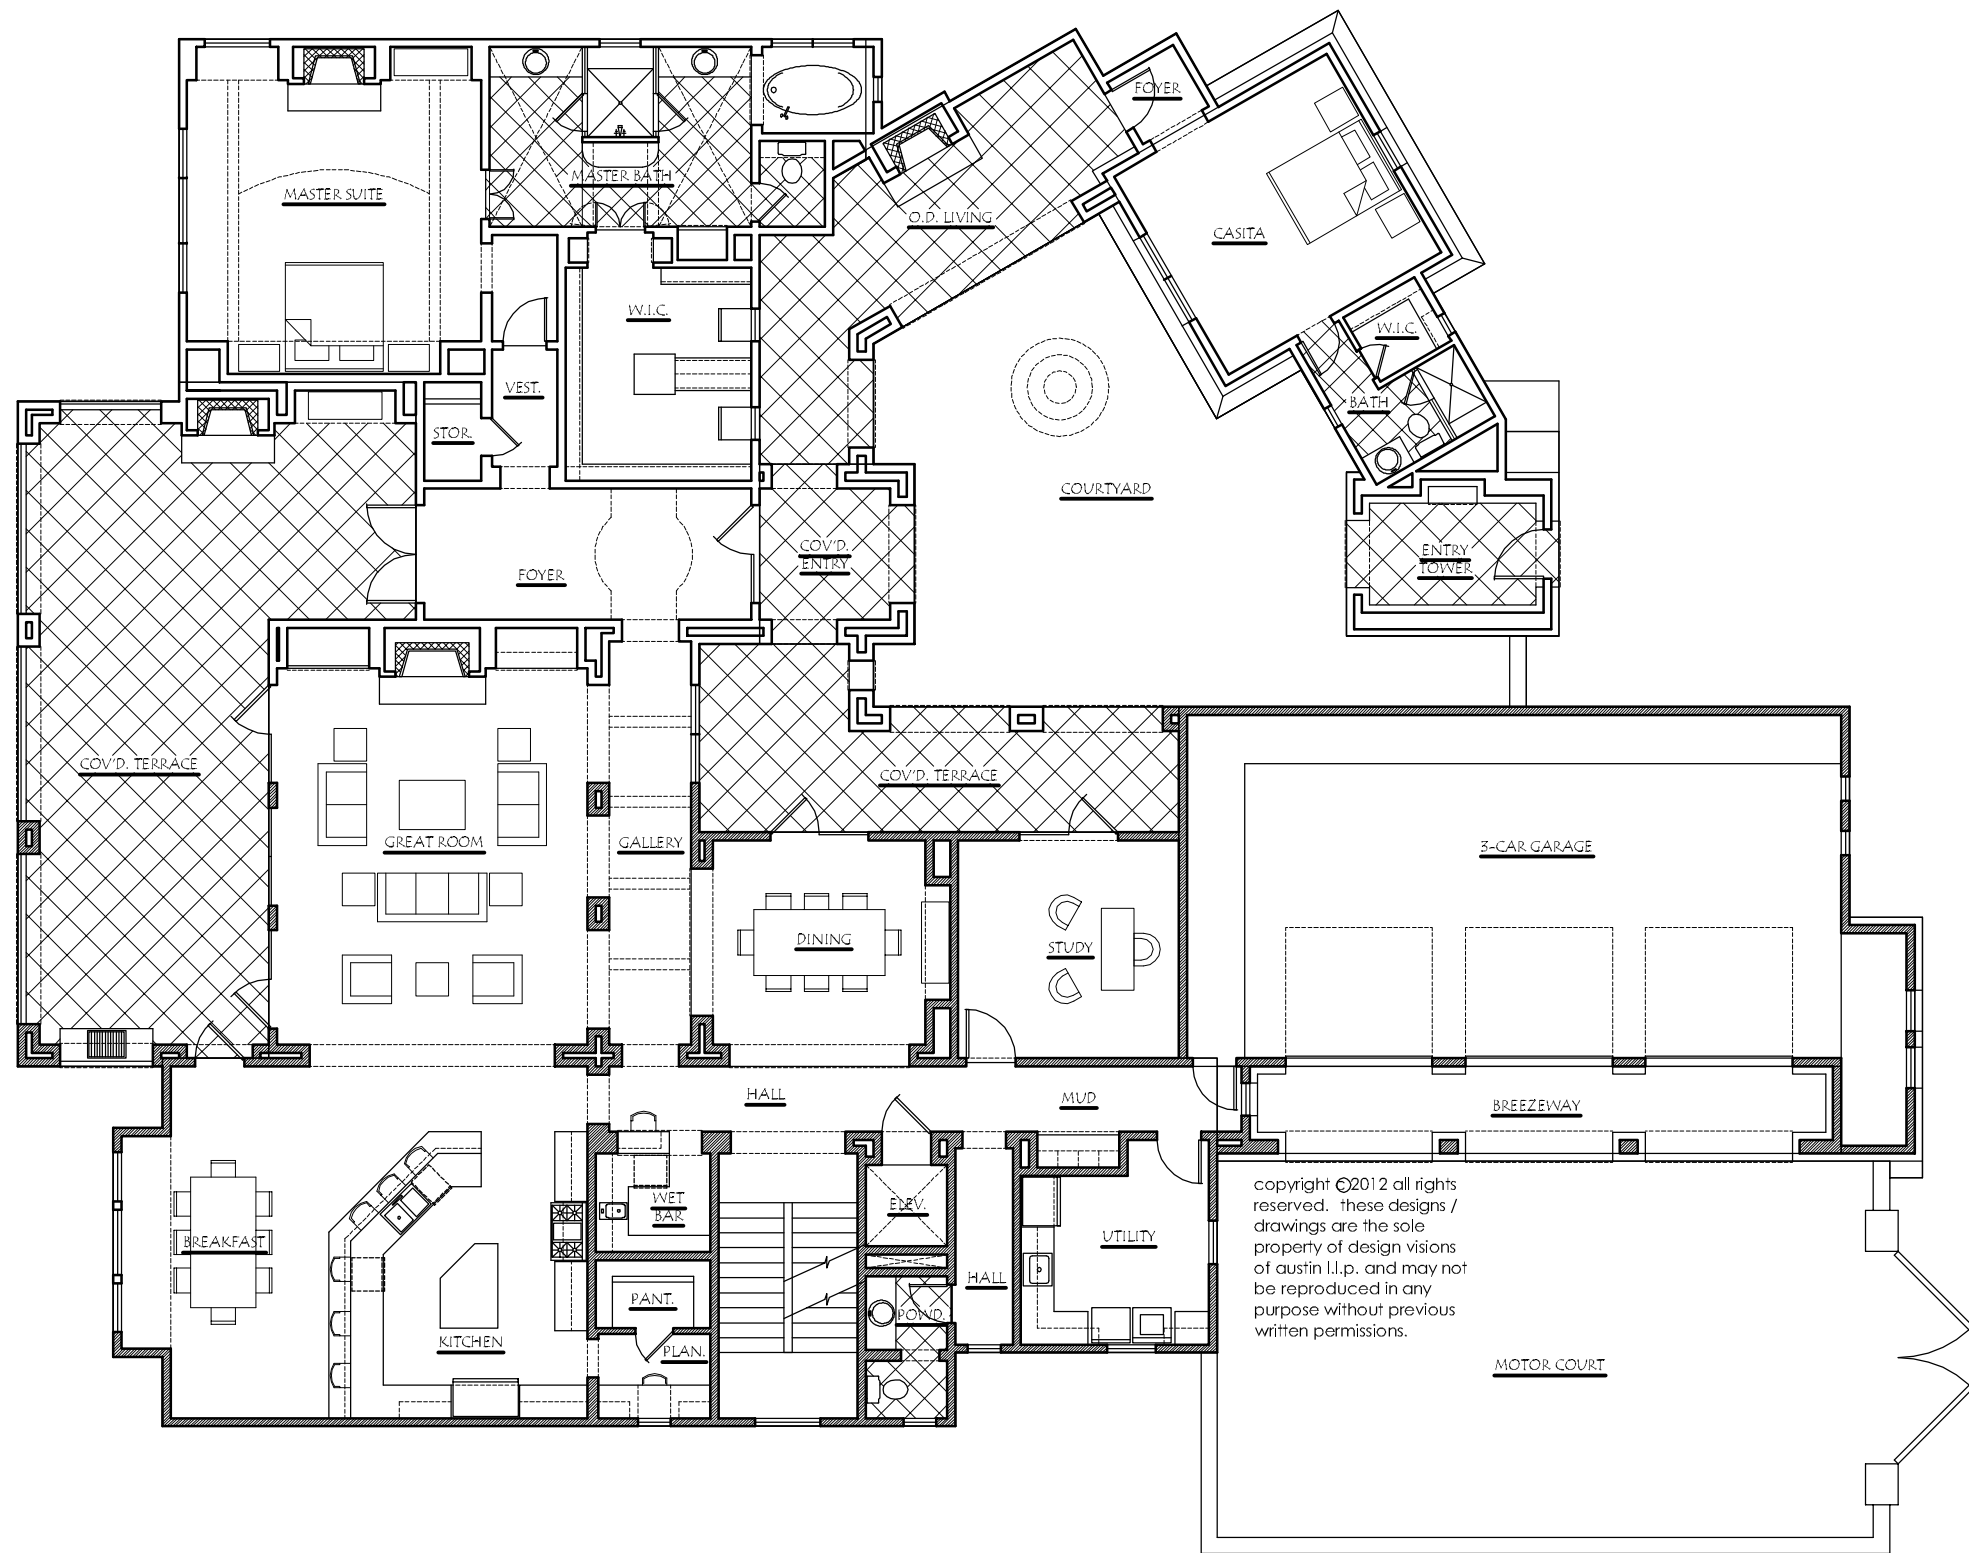 FOYER
MASTER SUITE
MASTER BATH
O.D. LIVING
CASITA
W.I.C.
W.I.C.
VEST.
BATH
STOR.
COURTYARD
COV'D.
ENTRY
ENTRY
TOWER
FOYER
COV'D. TERRACE
COV'D. TERRACE
GREAT ROOM
GALLERY
3-CAR GARAGE
DINING
STUDY
HALL
MUD
BREEZEWAY
WET
BAR
ELEV.
BREAKFAST
UTILITY
HALL
PANT.
POWD.
KITCHEN
PLAN.
copyright ©2012 all rights
reserved. these designs /
drawings are the sole
property of design visions
of austin l.l.p. and may not
be reproduced in any
purpose without previous
written permissions.
MOTOR COURT